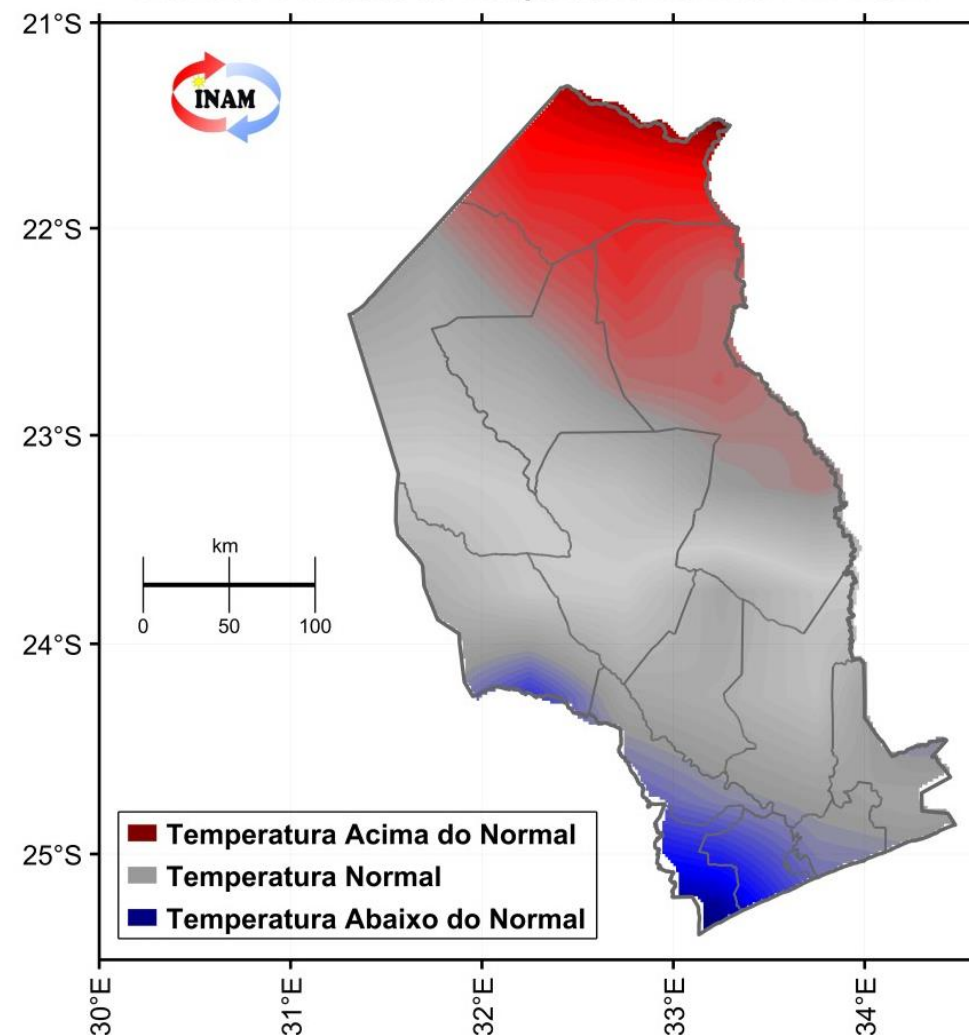 21°S
INAM
22°S
23°S
km
0 50 100
24°S
Temperatura Acima do Normal
Temperatura Normal
25°S
Temperatura Abaixo do Normal
30°E 31°E 32°E 33°E 34°E